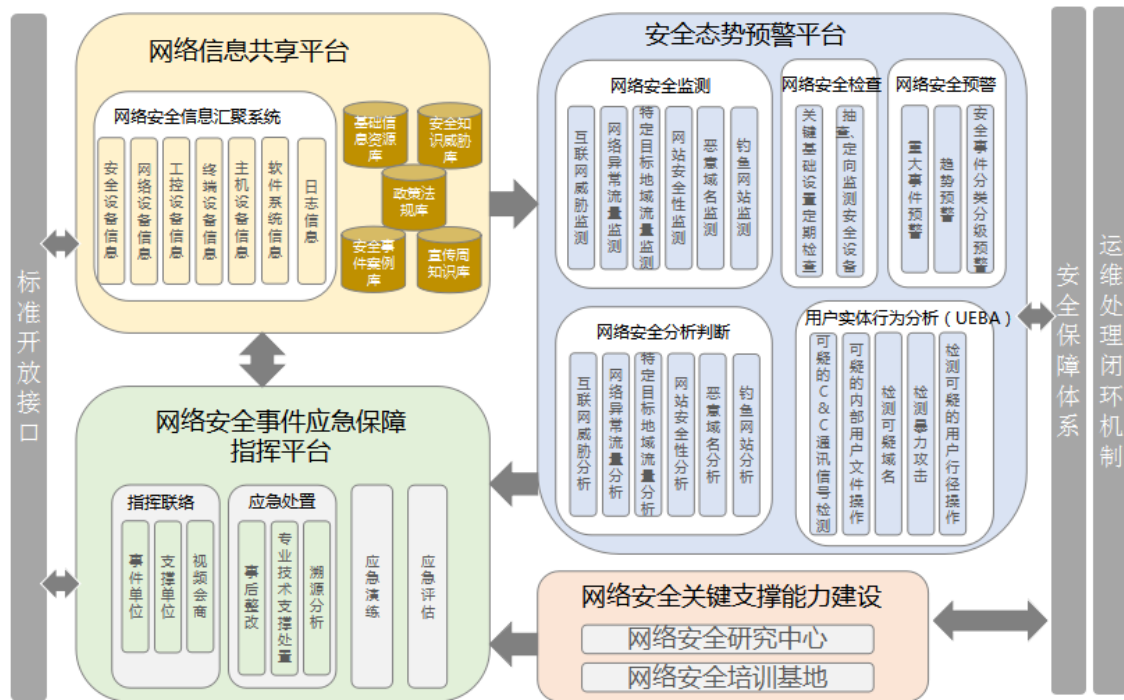 标准开放接口
网络信息共享平台
网络安全信息汇聚系统
安全设备信息
网络设备信息
工控设备信息
终端设备信息
主机设备信息
软件系统信息
日志信息
基础信
息资源
库
安全知
识威胁
库
政策法
规库
安全事
件案例
库
宣传周
知识库
安全态势预警平台
网络安全监测
互联网威胁监测
网络异常流量监测
特定目标地域流量监测
网站安全性监测
恶意域名监测
钓鱼网站监测
网络安全检查
关键基础设置定期检查
抽查、定向监测安全设备
网络安全预警
重大事件预警
趋势预警
安全事件分类分级预警
网络安全分析判断
互联网威胁分析
网络异常流量分析
特定目标地域流量分析
网站安全性分析
恶意域名分析
钓鱼网站分析
用户实体行为分析（UEBA）
可疑的C&C通讯信号检测
可疑的内部用户文件操作
检测可疑域名
检测暴力攻击
检测可疑的用户行径操作
网络安全事件应急保障
指挥平台
指挥联络
事件单位
支撑单位
视频会商
应急处置
事后整改
专业技术支撑处置
溯源分析
应急演练
应急评估
网络安全关键支撑能力建设
网络安全研究中心
网络安全培训基地
安全保障体系
运维处理闭环机制